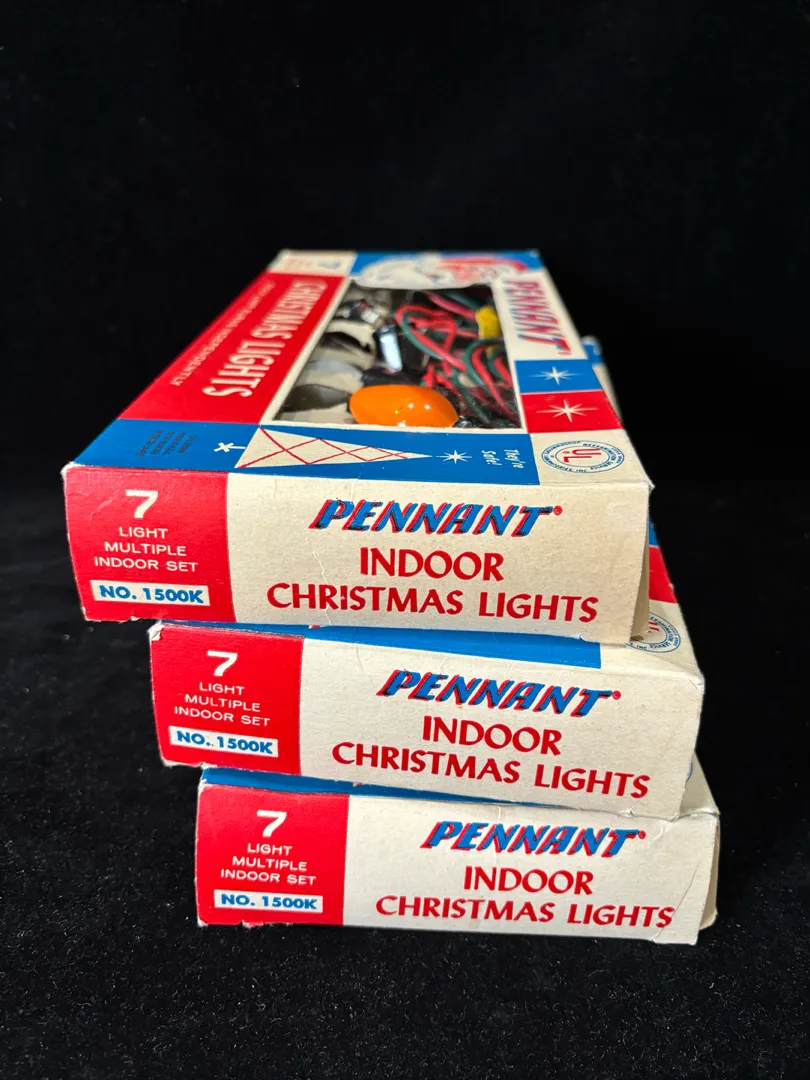 PENNANT
CHRISTMAS LIGHTS
They're
Safe!
UL
7
LIGHT
MULTIPLE
INDOOR SET
NO. 1500K
PENNANT
INDOOR
CHRISTMAS LIGHTS
7
LIGHT
MULTIPLE
INDOOR SET
NO. 1500K
PENNANT
INDOOR
CHRISTMAS LIGHTS
7
LIGHT
MULTIPLE
INDOOR SET
NO. 1500K
PENNANT
INDOOR
CHRISTMAS LIGHTS